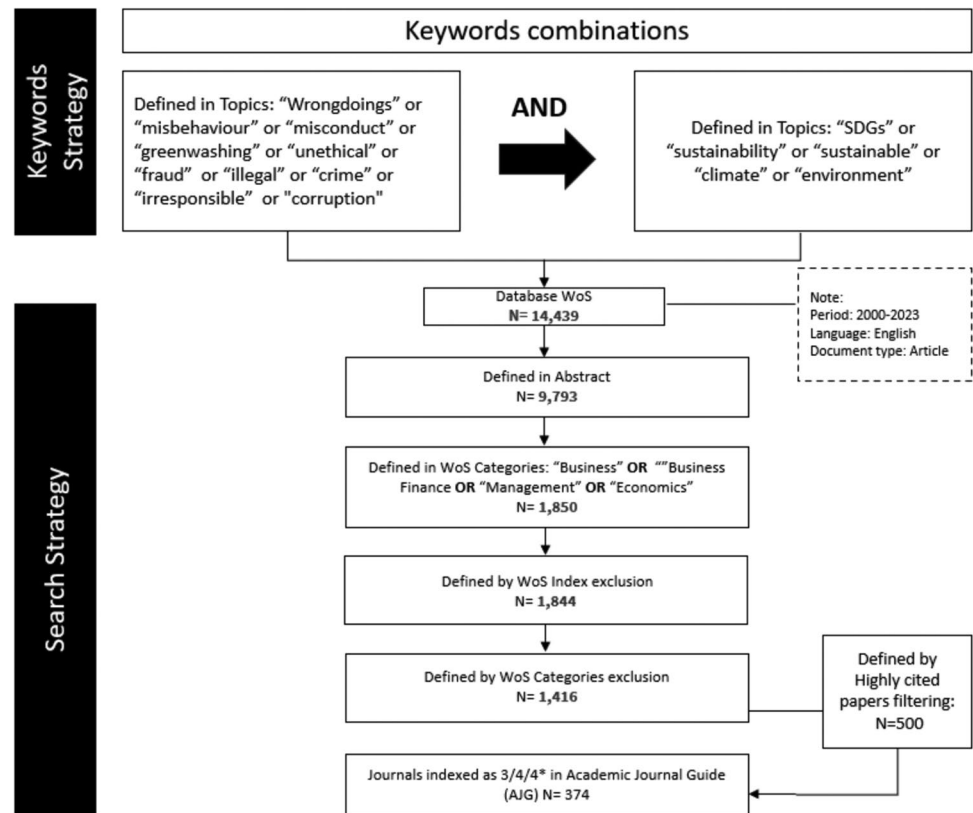 Keywords Strategy
Keywords combinations
Defined in Topics: “Wrongdoings” or
“misbehaviour” or “misconduct” or
“greenwashing” or “unethical” or
“fraud” or “illegal” or “crime” or
“irresponsible” or "corruption"
AND
Defined in Topics: “SDGs” or
“sustainability” or “sustainable” or
“climate” or “environment”
Search Strategy
Database WoS
N= 14,439
Note:
Period: 2000-2023
Language: English
Document type: Article
Defined in Abstract
N= 9,793
Defined in WoS Categories: “Business” OR “”Business
Finance OR “Management” OR “Economics”
N= 1,850
Defined by WoS Index exclusion
N= 1,844
Defined by WoS Categories exclusion
N= 1,416
Defined by
Highly cited
papers filtering:
N=500
Journals indexed as 3/4/4* in Academic Journal Guide
(AJG) N= 374